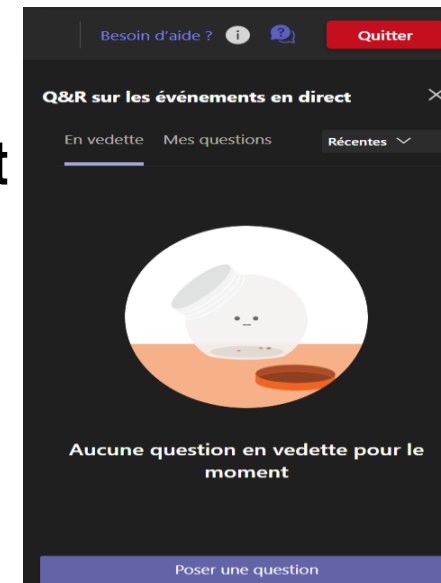 Besoin d'aide ? Quitter
Q&R sur les événements en direct
En vedette Mes questions Récentes
t
Aucune question en vedette pour le
moment
Poser une question